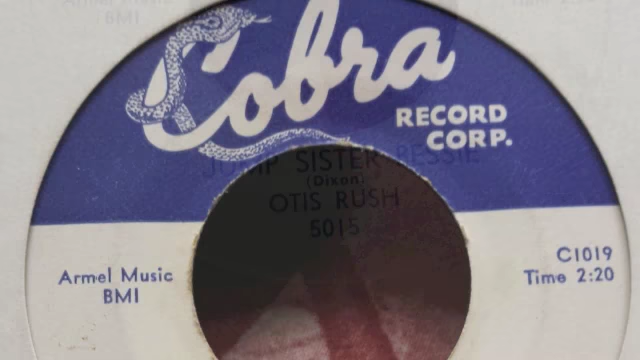 Cobra
RECORD
CORP.
JUMP SISTER BESSIE
(Dixon)
OTIS RUSH
5015
Armel Music
BMI
C1019
Time 2:20